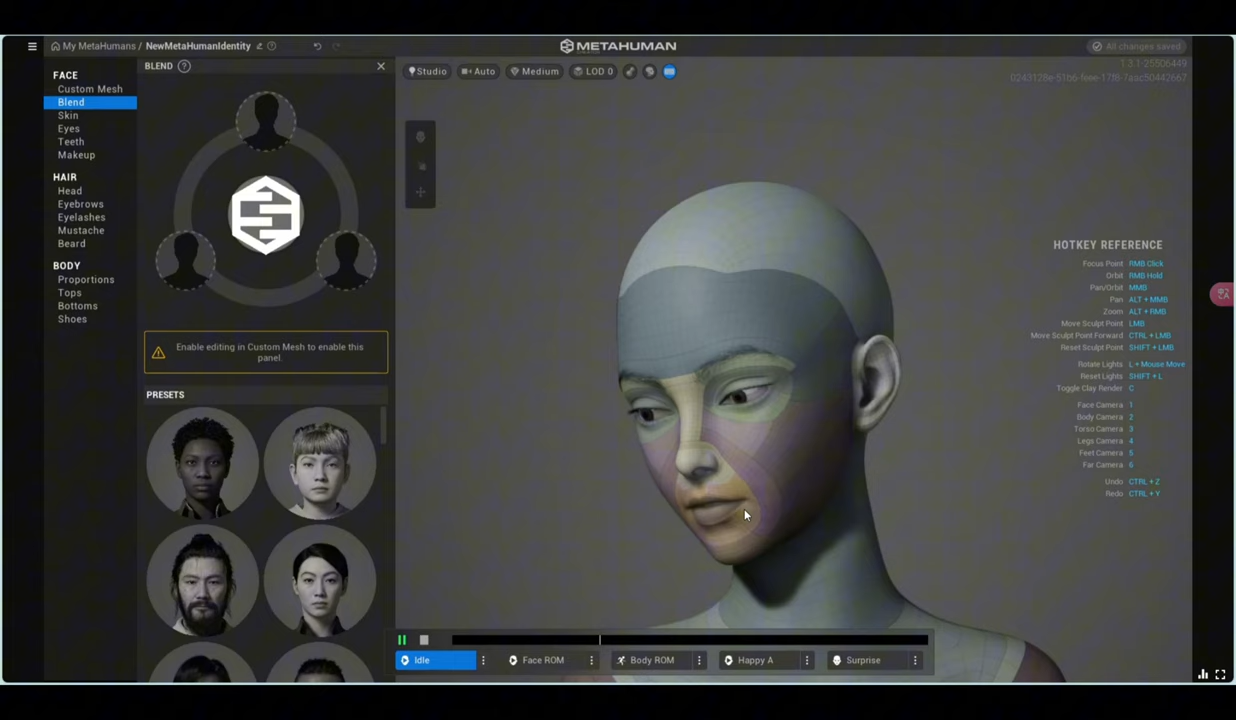 My MetaHumans / NewMetaHumanIdentity
METAHUMAN
All changes saved
FACE
Custom Mesh
Blend
Skin
Eyes
Teeth
Makeup
HAIR
Head
Eyebrows
Eyelashes
Mustache
Beard
BODY
Proportions
Tops
Bottoms
Shoes
BLEND ?
Enable editing in Custom Mesh to enable this
panel.
PRESETS
Studio
Auto
Medium
LOD 0
1.3.1-25506449
HOTKEY REFERENCE
Focus Point RMB Click
Orbit RMB Hold
Pan/Orbit MMB
Pan ALT + MMB
Zoom ALT + RMB
Move Sculpt Point LMB
Move Sculpt Point Forward CTRL + LMB
Reset Sculpt Point SHIFT + LMB
Rotate Lights L + Mouse Move
Reset Lights SHIFT + L
Toggle Clay Render C
Face Camera 1
Body Camera 2
Torso Camera 3
Legs Camera 4
Feet Camera 5
Far Camera 6
Undo CTRL + Z
Redo CTRL + Y
Idle
Face ROM
Body ROM
Happy A
Surprise